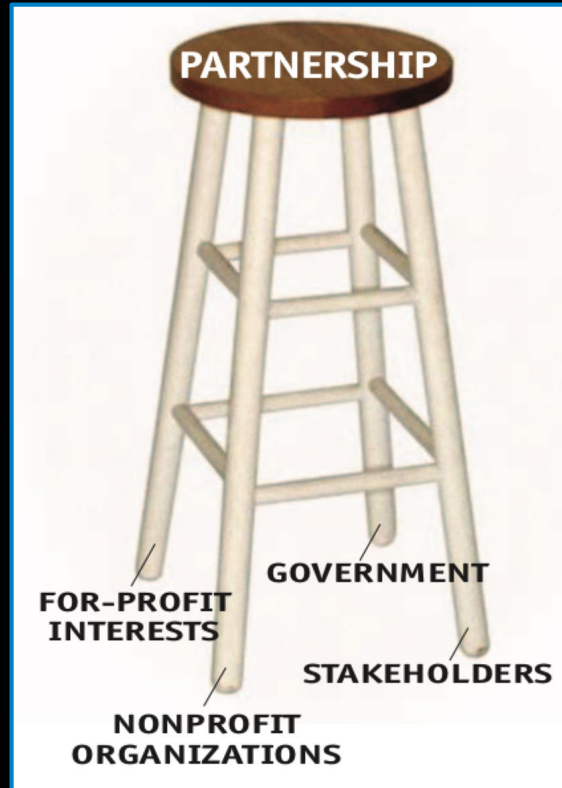 PARTNERSHIP
GOVERNMENT
FOR-PROFIT
INTERESTS
STAKEHOLDERS
NONPROFIT
ORGANIZATIONS